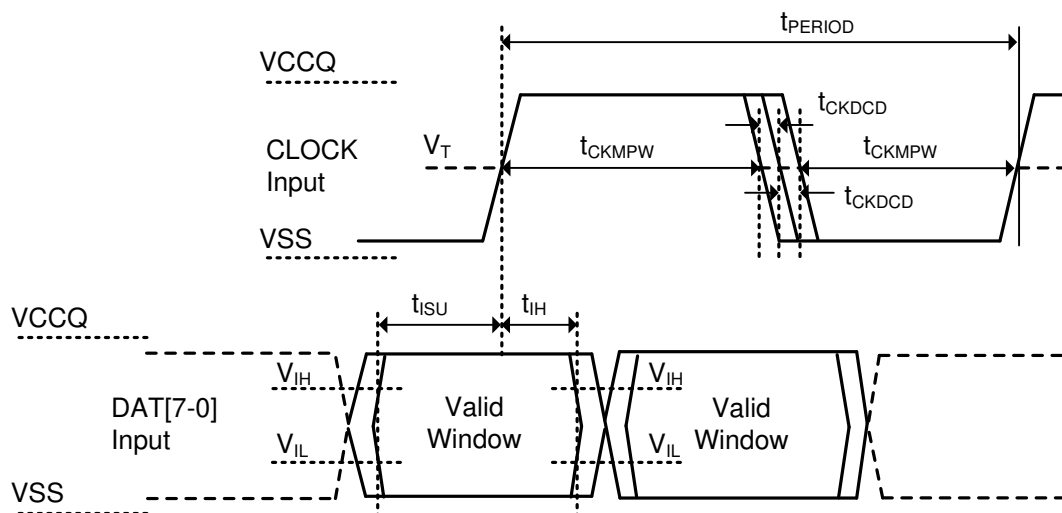 tPERIOD
VCCQ
tCKDCD
CLOCK
Input
VT
tCKMPW
tCKMPW
tCKDCD
VSS
tISU
tIH
VCCQ
VIH
VIH
DAT[7-0]
Input
Valid
Window
Valid
Window
VIL
VIL
VSS